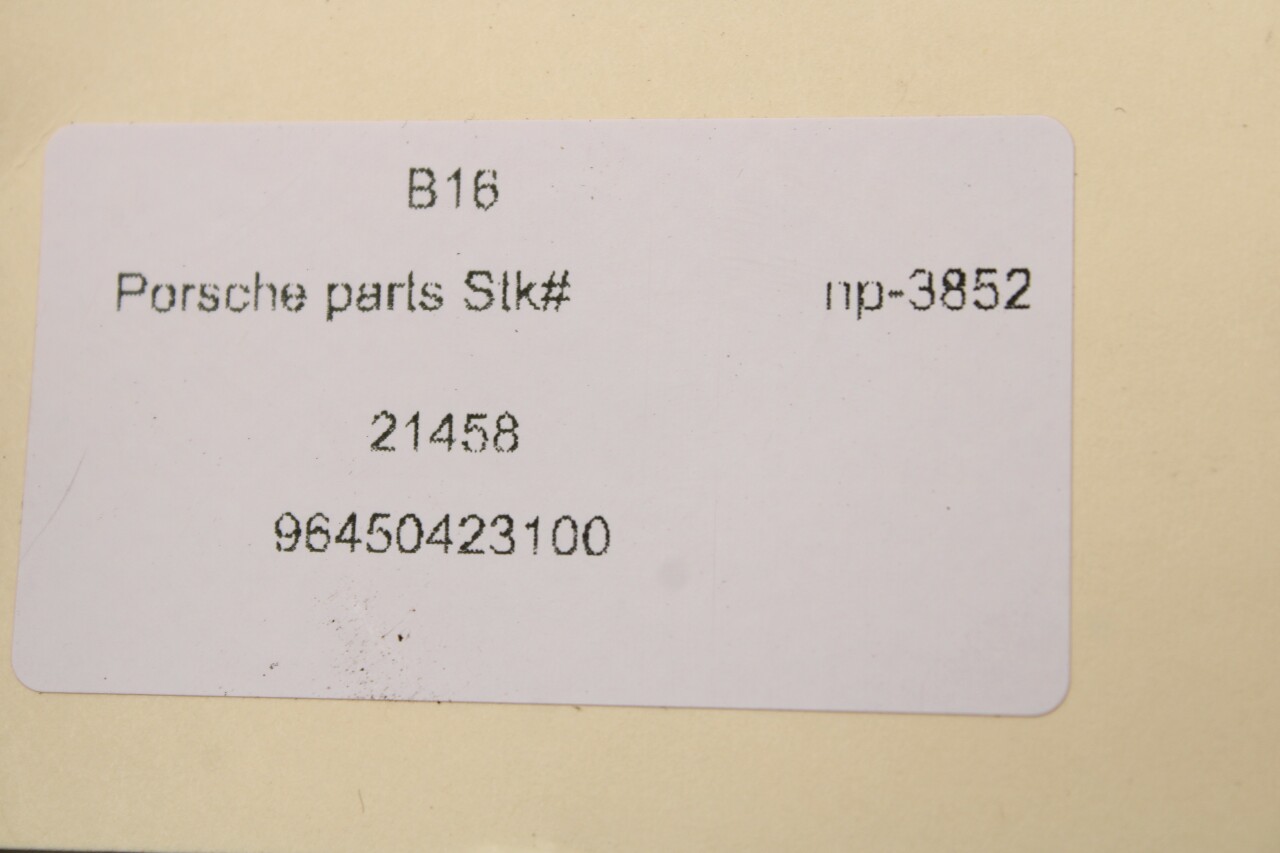 B16
Porsche parts Stk# np-3852
21458
96450423100